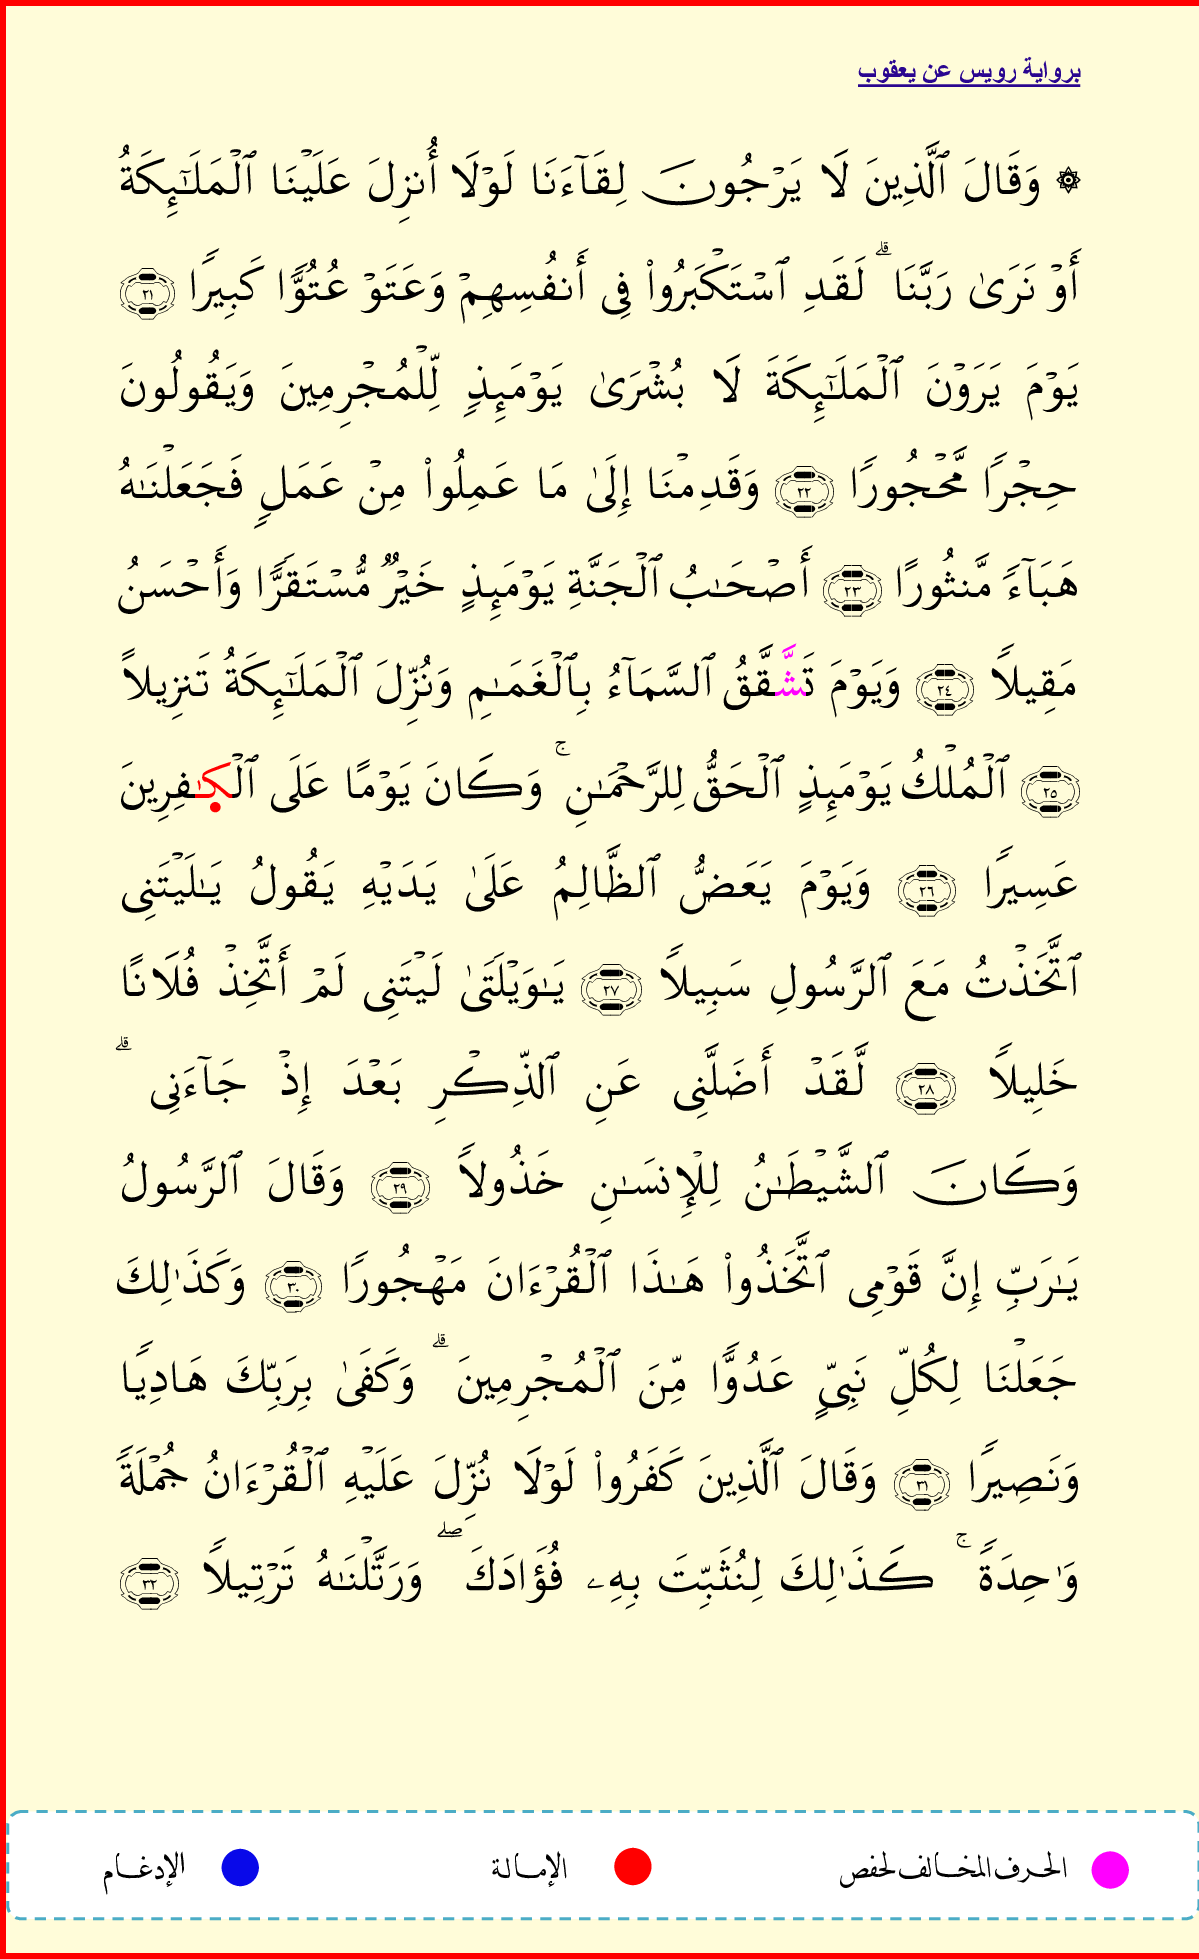 برواية رويس عن يعقوب
۞ وَقَالَ ٱلَّذِينَ لَا يَرۡجُونَ لِقَآءَنَا لَوۡلَآ أُنزِلَ عَلَيۡنَا ٱلۡمَلَٰٓئِكَةُ
أَوۡ نَرَىٰ رَبَّنَاۗ لَقَدِ ٱسۡتَكۡبَرُواْ فِي أَنفُسِهِمۡ وَعَتَوۡ عُتُوّٗا كَبِيرٗا ٢١
يَوۡمَ يَرَوۡنَ ٱلۡمَلَٰٓئِكَةَ لَا بُشۡرَىٰ يَوۡمَئِذٖ لِّلۡمُجۡرِمِينَ وَيَقُولُونَ
حِجۡرٗا مَّحۡجُورٗا ٢٢ وَقَدِمۡنَا إِلَىٰ مَا عَمِلُواْ مِنۡ عَمَلٖ فَجَعَلۡنَٰهُ
هَبَآءٗ مَّنثُورًا ٢٣ أَصۡحَٰبُ ٱلۡجَنَّةِ يَوۡمَئِذٍ خَيۡرٞ مُّسۡتَقَرّٗا وَأَحۡسَنُ
مَقِيلٗا ٢٤ وَيَوۡمَ تَشَّقَّقُ ٱلسَّمَآءُ بِٱلۡغَمَٰمِ وَنُزِّلَ ٱلۡمَلَٰٓئِكَةُ تَنزِيلًا
٢٥ ٱلۡمُلۡكُ يَوۡمَئِذٍ ٱلۡحَقُّ لِلرَّحۡمَٰنِۚ وَكَانَ يَوۡمًا عَلَى ٱلۡكَٰفِرِينَ
عَسِيرٗا ٢٦ وَيَوۡمَ يَعَضُّ ٱلظَّالِمُ عَلَىٰ يَدَيۡهِ يَقُولُ يَٰلَيۡتَنِي
ٱتَّخَذۡتُ مَعَ ٱلرَّسُولِ سَبِيلٗا ٢٧ يَٰوَيۡلَتَىٰ لَيۡتَنِي لَمۡ أَتَّخِذۡ فُلَانًا
خَلِيلٗا ٢٨ لَّقَدۡ أَضَلَّنِي عَنِ ٱلذِّكۡرِ بَعۡدَ إِذۡ جَآءَنِيۗ
وَكَانَ ٱلشَّيۡطَٰنُ لِلۡإِنسَٰنِ خَذُولٗا ٢٩ وَقَالَ ٱلرَّسُولُ
يَٰرَبِّ إِنَّ قَوۡمِي ٱتَّخَذُواْ هَٰذَا ٱلۡقُرۡءَانَ مَهۡجُورٗا ٣٠ وَكَذَٰلِكَ
جَعَلۡنَا لِكُلِّ نَبِيٍّ عَدُوّٗا مِّنَ ٱلۡمُجۡرِمِينَۗ وَكَفَىٰ بِرَبِّكَ هَادِيٗا
وَنَصِيرٗا ٣١ وَقَالَ ٱلَّذِينَ كَفَرُواْ لَوۡلَا نُزِّلَ عَلَيۡهِ ٱلۡقُرۡءَانُ جُمۡلَةٗ
وَٰحِدَةٗۚ كَذَٰلِكَ لِنُثَبِّتَ بِهِۦ فُؤَادَكَۖ وَرَتَّلۡنَٰهُ تَرۡتِيلٗا ٣٢
الحرف المخالف لحفص الإمالة الإدغام